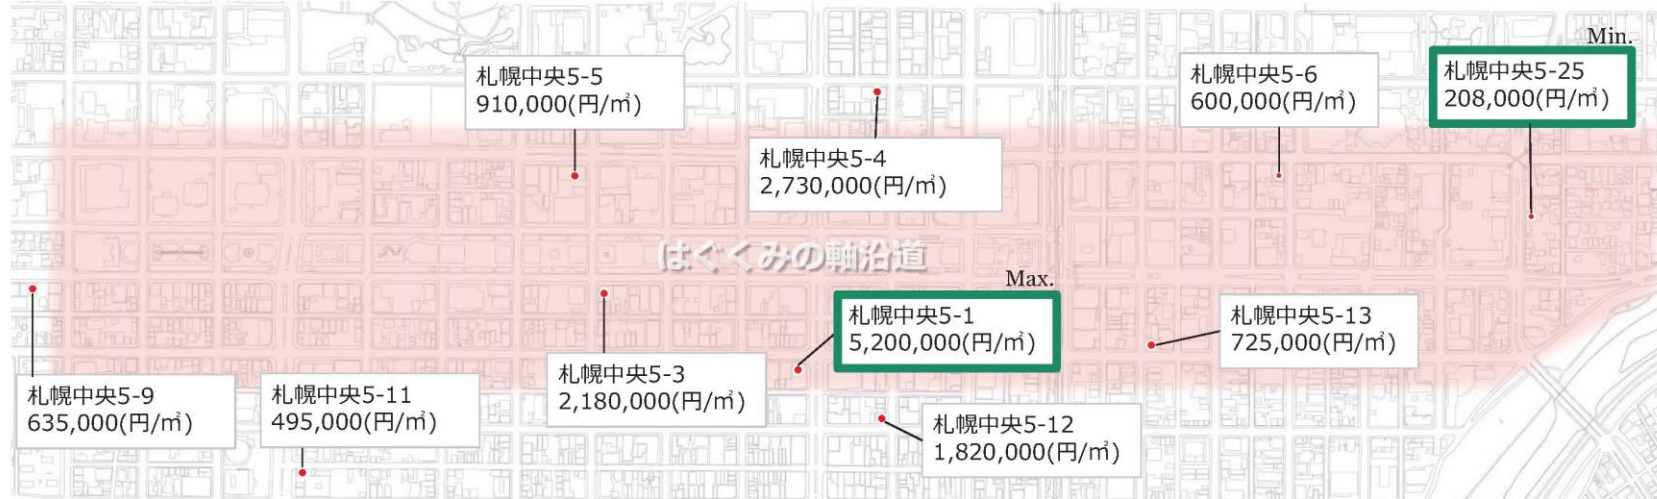 Min.
札幌中央5-5
910,000(円/㎡)
札幌中央5-6
600,000(円/㎡)
札幌中央5-25
208,000(円/㎡)
札幌中央5-4
2,730,000(円/㎡)
はぐくみの軸沿道
Max.
札幌中央5-1
5,200,000(円/㎡)
札幌中央5-13
725,000(円/㎡)
札幌中央5-3
2,180,000(円/㎡)
札幌中央5-9
635,000(円/㎡)
札幌中央5-11
495,000(円/㎡)
札幌中央5-12
1,820,000(円/㎡)